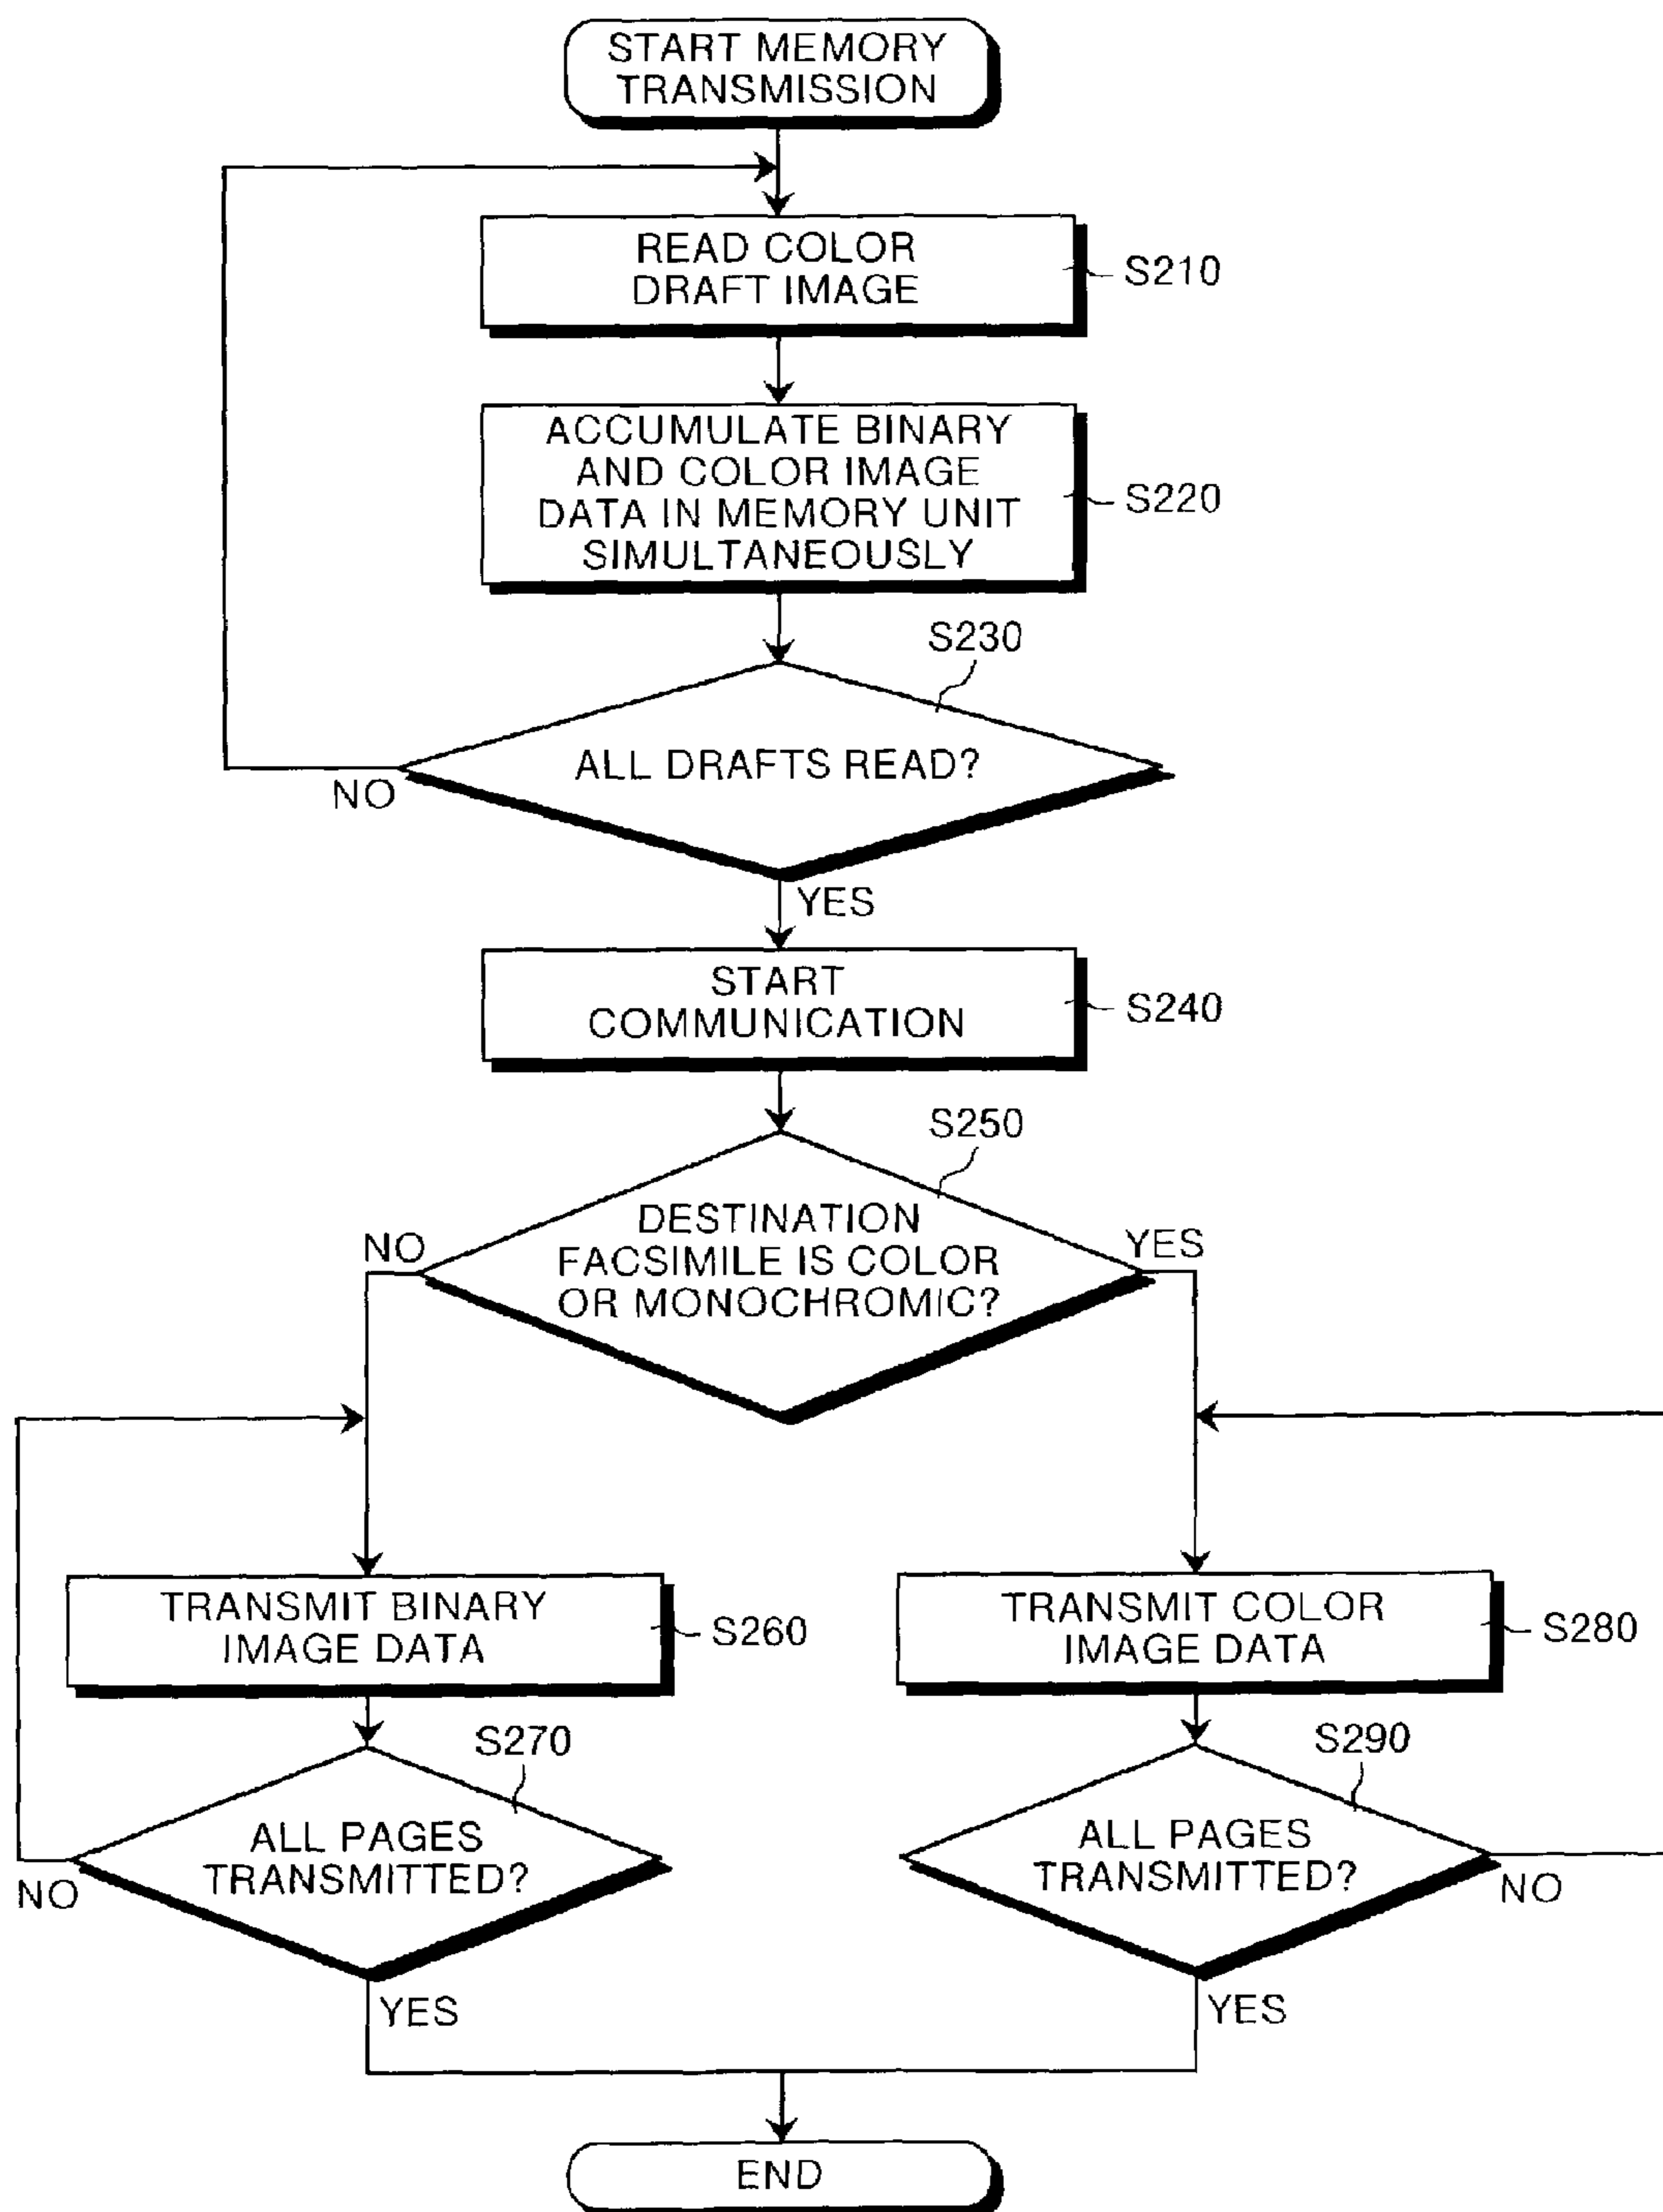 START MEMORY
TRANSMISSION
READ COLOR
DRAFT IMAGE
S210
ACCUMULATE BINARY
AND COLOR IMAGE
DATA IN MEMORY UNIT
SIMULTANEOUSLY
S220
S230
ALL DRAFTS READ?
NO
YES
START
COMMUNICATION
S240
S250
DESTINATION
FACSIMILE IS COLOR
OR MONOCHROMIC?
NO
YES
TRANSMIT BINARY
IMAGE DATA
S260
TRANSMIT COLOR
IMAGE DATA
S280
S270
ALL PAGES
TRANSMITTED?
NO
YES
S290
ALL PAGES
TRANSMITTED?
NO
YES
END